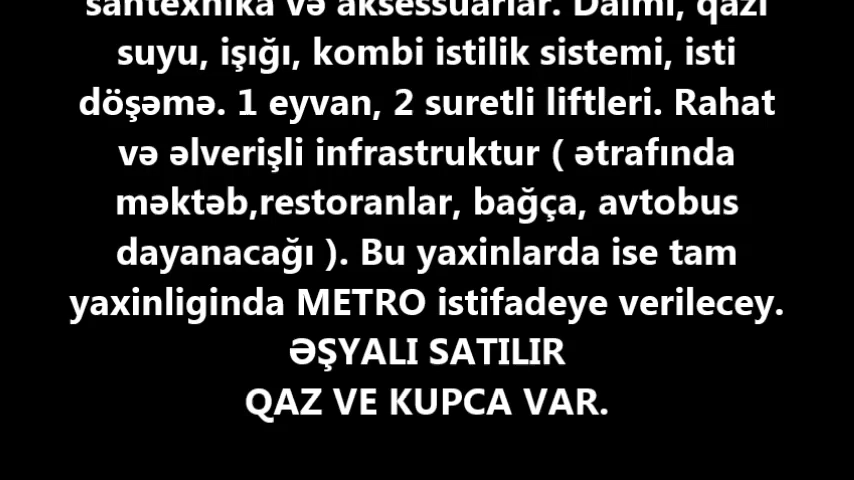 santexnika və aksessuarlar. Daimi, qazı
suyu, işığı, kombi istilik sistemi, isti
döşəmə. 1 eyvan, 2 suretli liftleri. Rahat
və əlverişli infrastruktur ( ətrafında
məktəb,restoranlar, bağça, avtobus
dayanacağı ). Bu yaxinlarda ise tam
yaxinliginda METRO istifadeye verilecey.
ƏŞYALI SATILIR
QAZ VE KUPCA VAR.